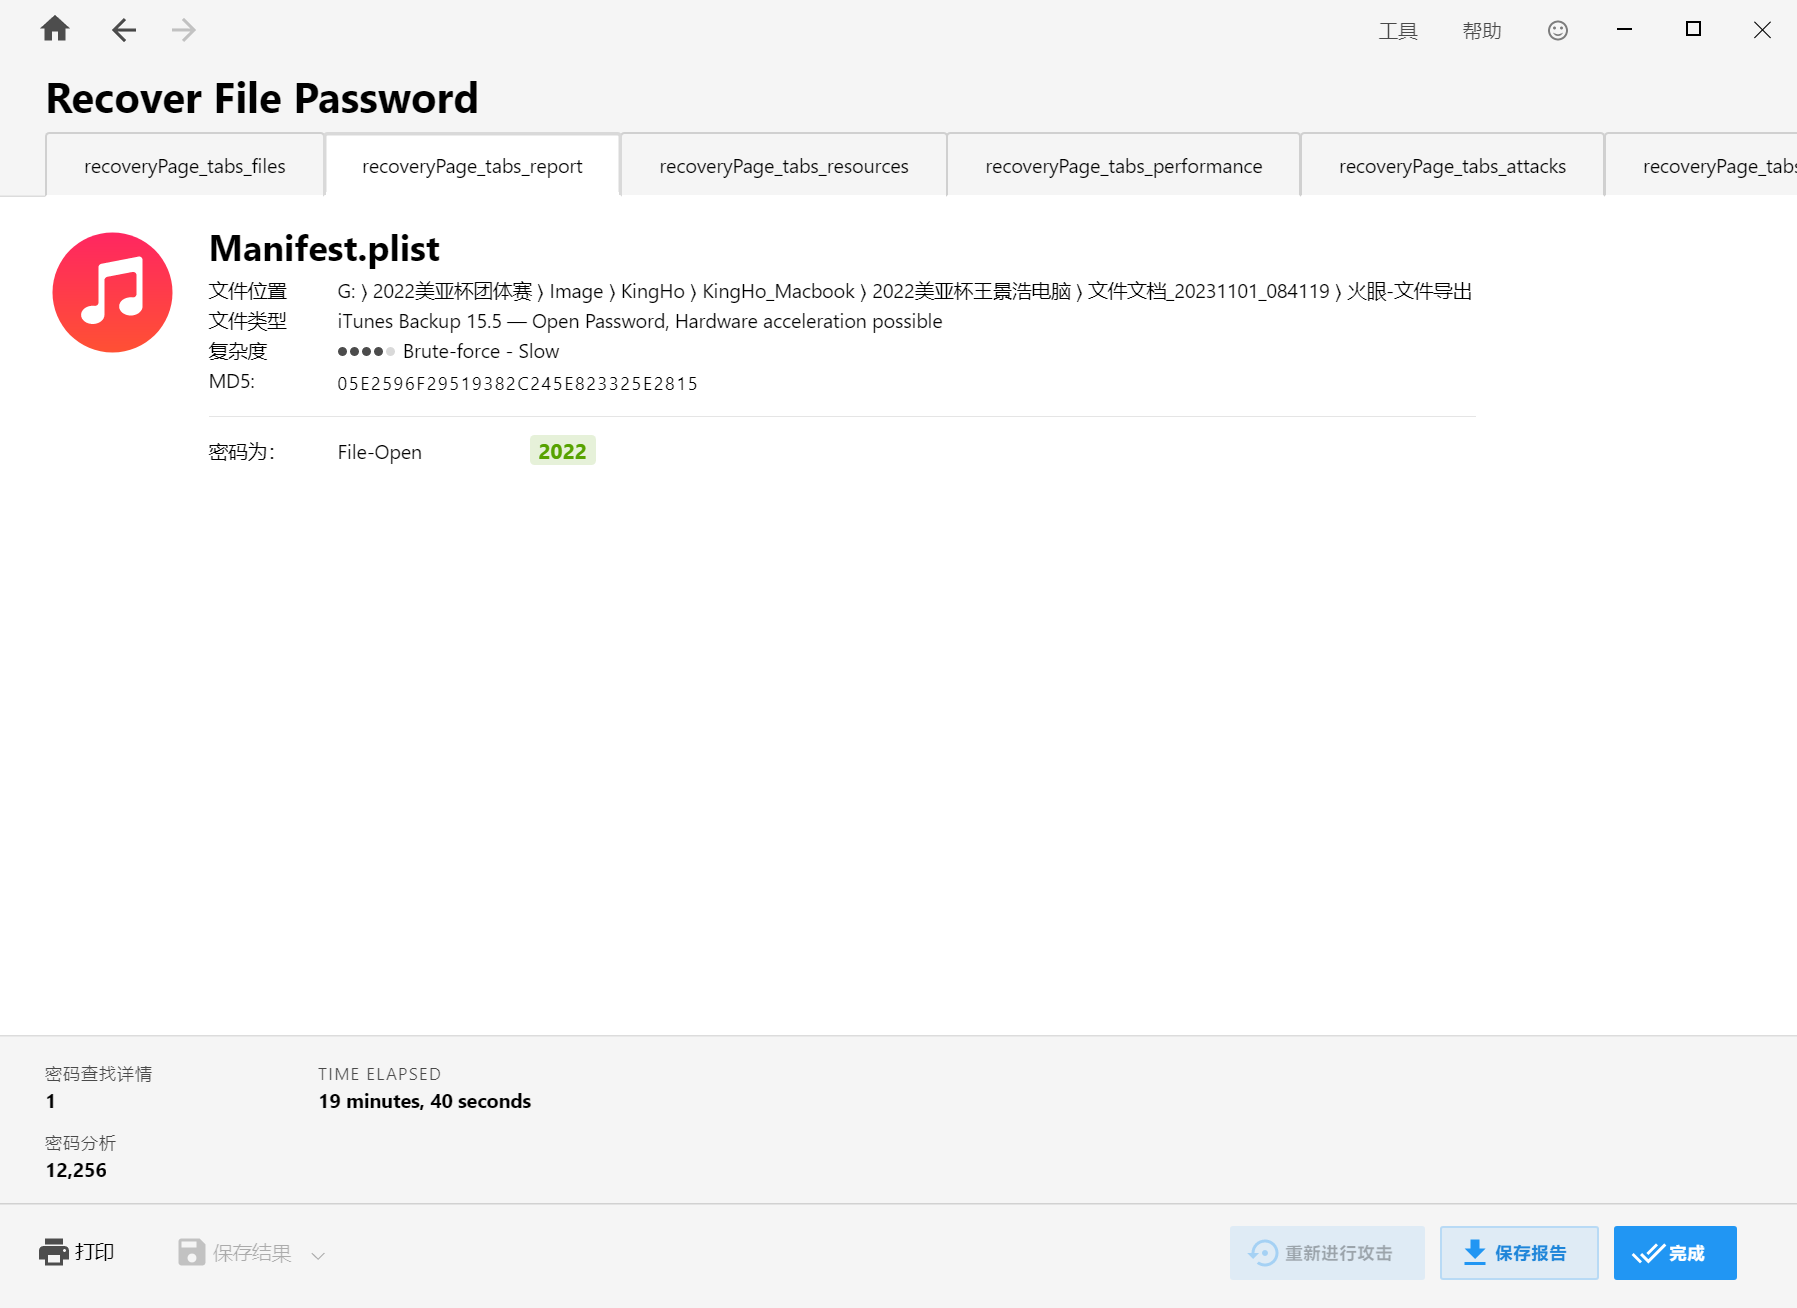 工具 帮助
Recover File Password
recoveryPage_tabs_files recoveryPage_tabs_report recoveryPage_tabs_resources recoveryPage_tabs_performance recoveryPage_tabs_attacks recoveryPage_tabs
Manifest.plist
文件位置 G: ⟩ 2022美亚杯团体赛 ⟩ Image ⟩ KingHo ⟩ KingHo_Macbook ⟩ 2022美亚杯王景浩电脑 ⟩ 文件文档_20231101_084119 ⟩ 火眼-文件导出
文件类型 iTunes Backup 15.5 — Open Password, Hardware acceleration possible
复杂度 Brute-force - Slow
MD5: 05E2596F29519382C245E823325E2815
密码为: File-Open 2022
密码查找详情 TIME ELAPSED
1 19 minutes, 40 seconds
密码分析
12,256
打印 保存结果 重新进行攻击 保存报告 完成